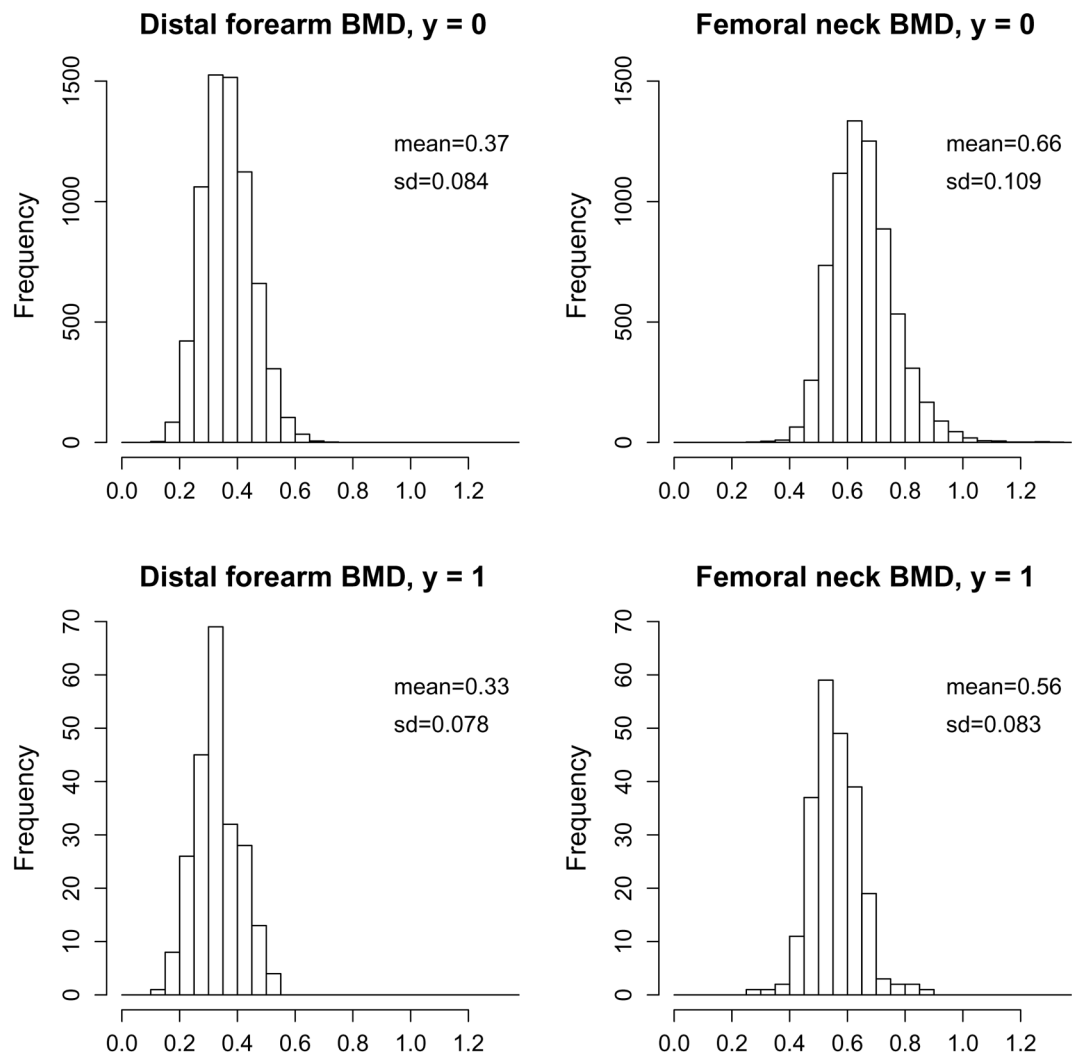 Distal forearm BMD, y = 0
Frequency
1500
1000
500
0
mean=0.37
sd=0.084
0.0 0.2 0.4 0.6 0.8 1.0 1.2
Femoral neck BMD, y = 0
Frequency
1500
1000
500
0
mean=0.66
sd=0.109
0.0 0.2 0.4 0.6 0.8 1.0 1.2
Distal forearm BMD, y = 1
Frequency
70
60
50
40
30
20
10
0
mean=0.33
sd=0.078
0.0 0.2 0.4 0.6 0.8 1.0 1.2
Femoral neck BMD, y = 1
Frequency
70
60
50
40
30
20
10
0
mean=0.56
sd=0.083
0.0 0.2 0.4 0.6 0.8 1.0 1.2